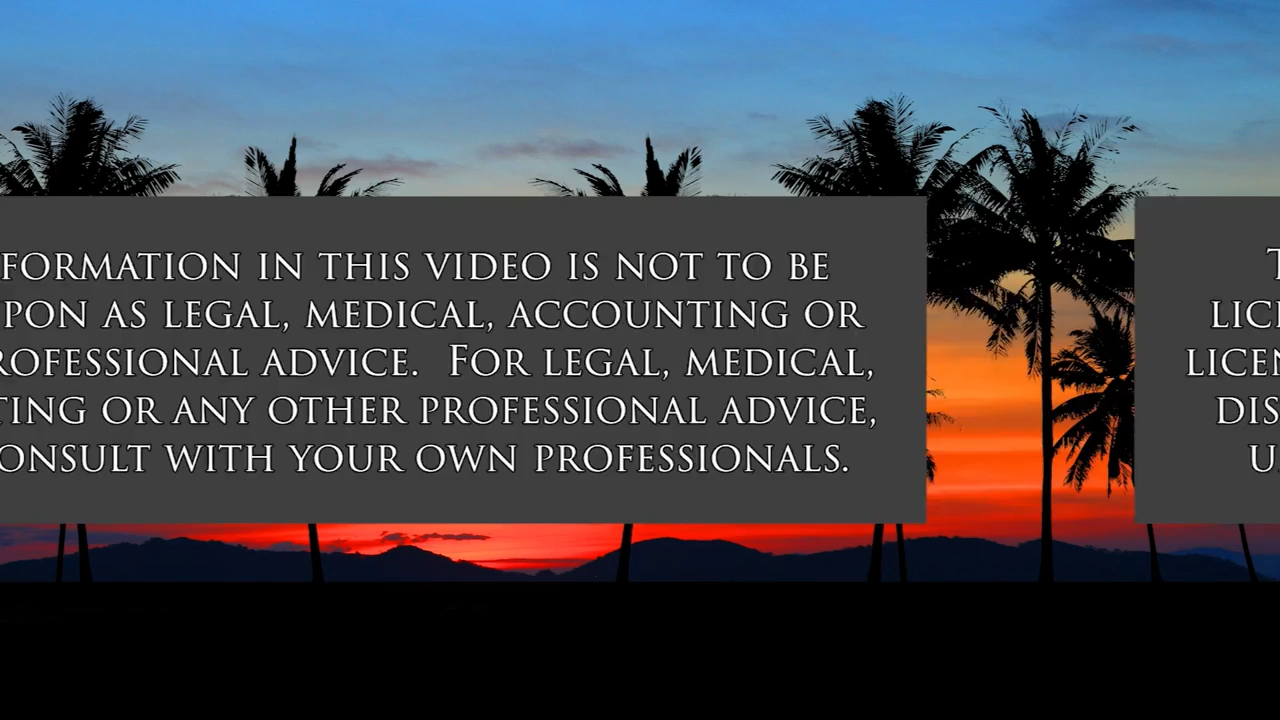 FORMATION IN THIS VIDEO IS NOT TO BE
PON AS LEGAL, MEDICAL, ACCOUNTING OR
ROFESSIONAL ADVICE. FOR LEGAL, MEDICAL,
TING OR ANY OTHER PROFESSIONAL ADVICE,
ONSULT WITH YOUR OWN PROFESSIONALS.
T
LIC
LICEN
DIS
U